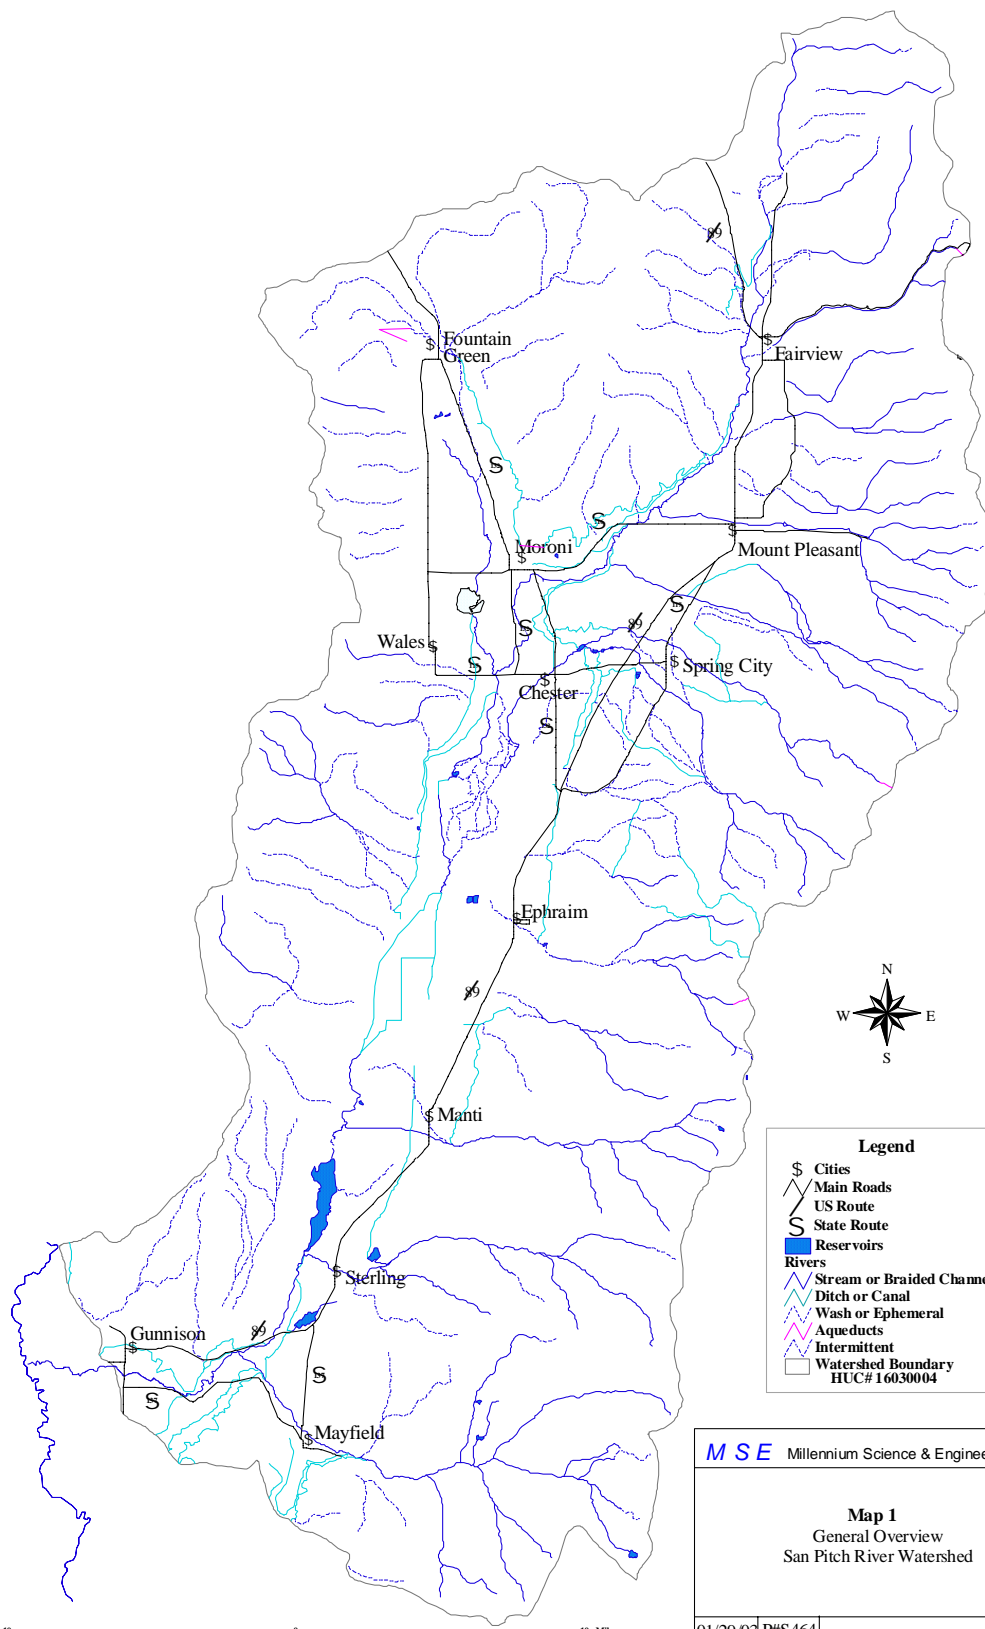 89
Fountain
Green
Fairview
S
S
Moroni
Mount Pleasant
S
89
S
Wales
S
Spring City
Chester
S
Ephraim
89
N
W
E
S
Manti
Legend
Cities
Main Roads
US Route
S State Route
Reservoirs
Rivers
Stream or Braided Channe
Ditch or Canal
Wash or Ephemeral
Aqueducts
Intermittent
Watershed Boundary
HUC# 16030004
Sterling
89
Gunnison
S
S
Mayfield
M S E Millennium Science & Enginee
Map 1
General Overview
San Pitch River Watershed